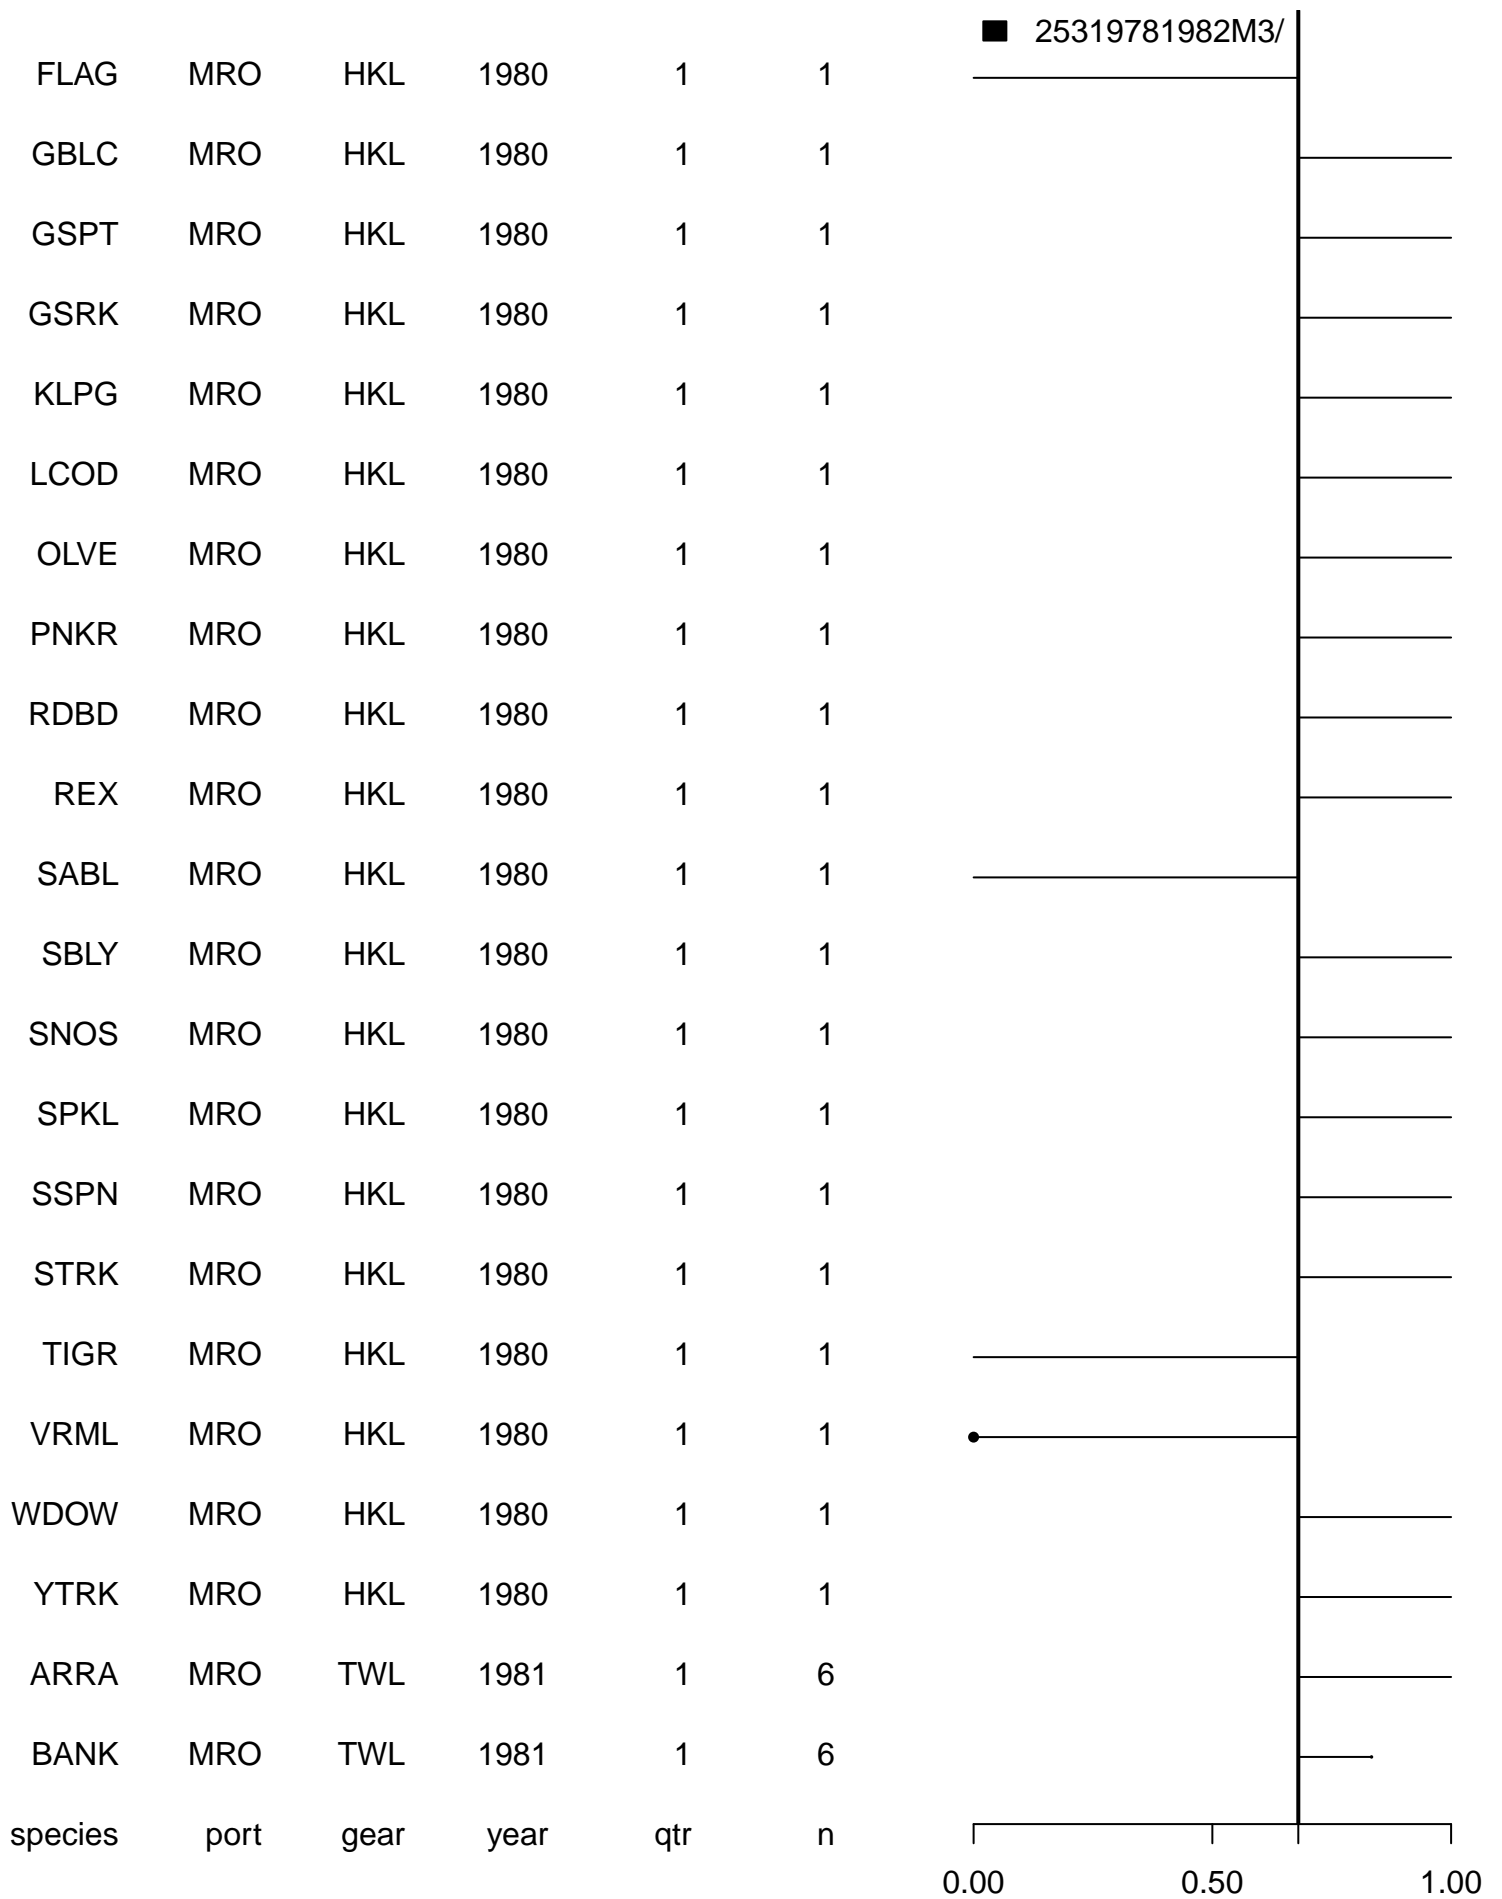 25319781982M3/
FLAG MRO HKL 1980 1 1
GBLC MRO HKL 1980 1 1
GSPT MRO HKL 1980 1 1
GSRK MRO HKL 1980 1 1
KLPG MRO HKL 1980 1 1
LCOD MRO HKL 1980 1 1
OLVE MRO HKL 1980 1 1
PNKR MRO HKL 1980 1 1
RDBD MRO HKL 1980 1 1
REX MRO HKL 1980 1 1
SABL MRO HKL 1980 1 1
SBLY MRO HKL 1980 1 1
SNOS MRO HKL 1980 1 1
SPKL MRO HKL 1980 1 1
SSPN MRO HKL 1980 1 1
STRK MRO HKL 1980 1 1
TIGR MRO HKL 1980 1 1
VRML MRO HKL 1980 1 1
WDOW MRO HKL 1980 1 1
YTRK MRO HKL 1980 1 1
ARRA MRO TWL 1981 1 6
BANK MRO TWL 1981 1 6
species port gear year qtr n
0.00 0.50 1.00